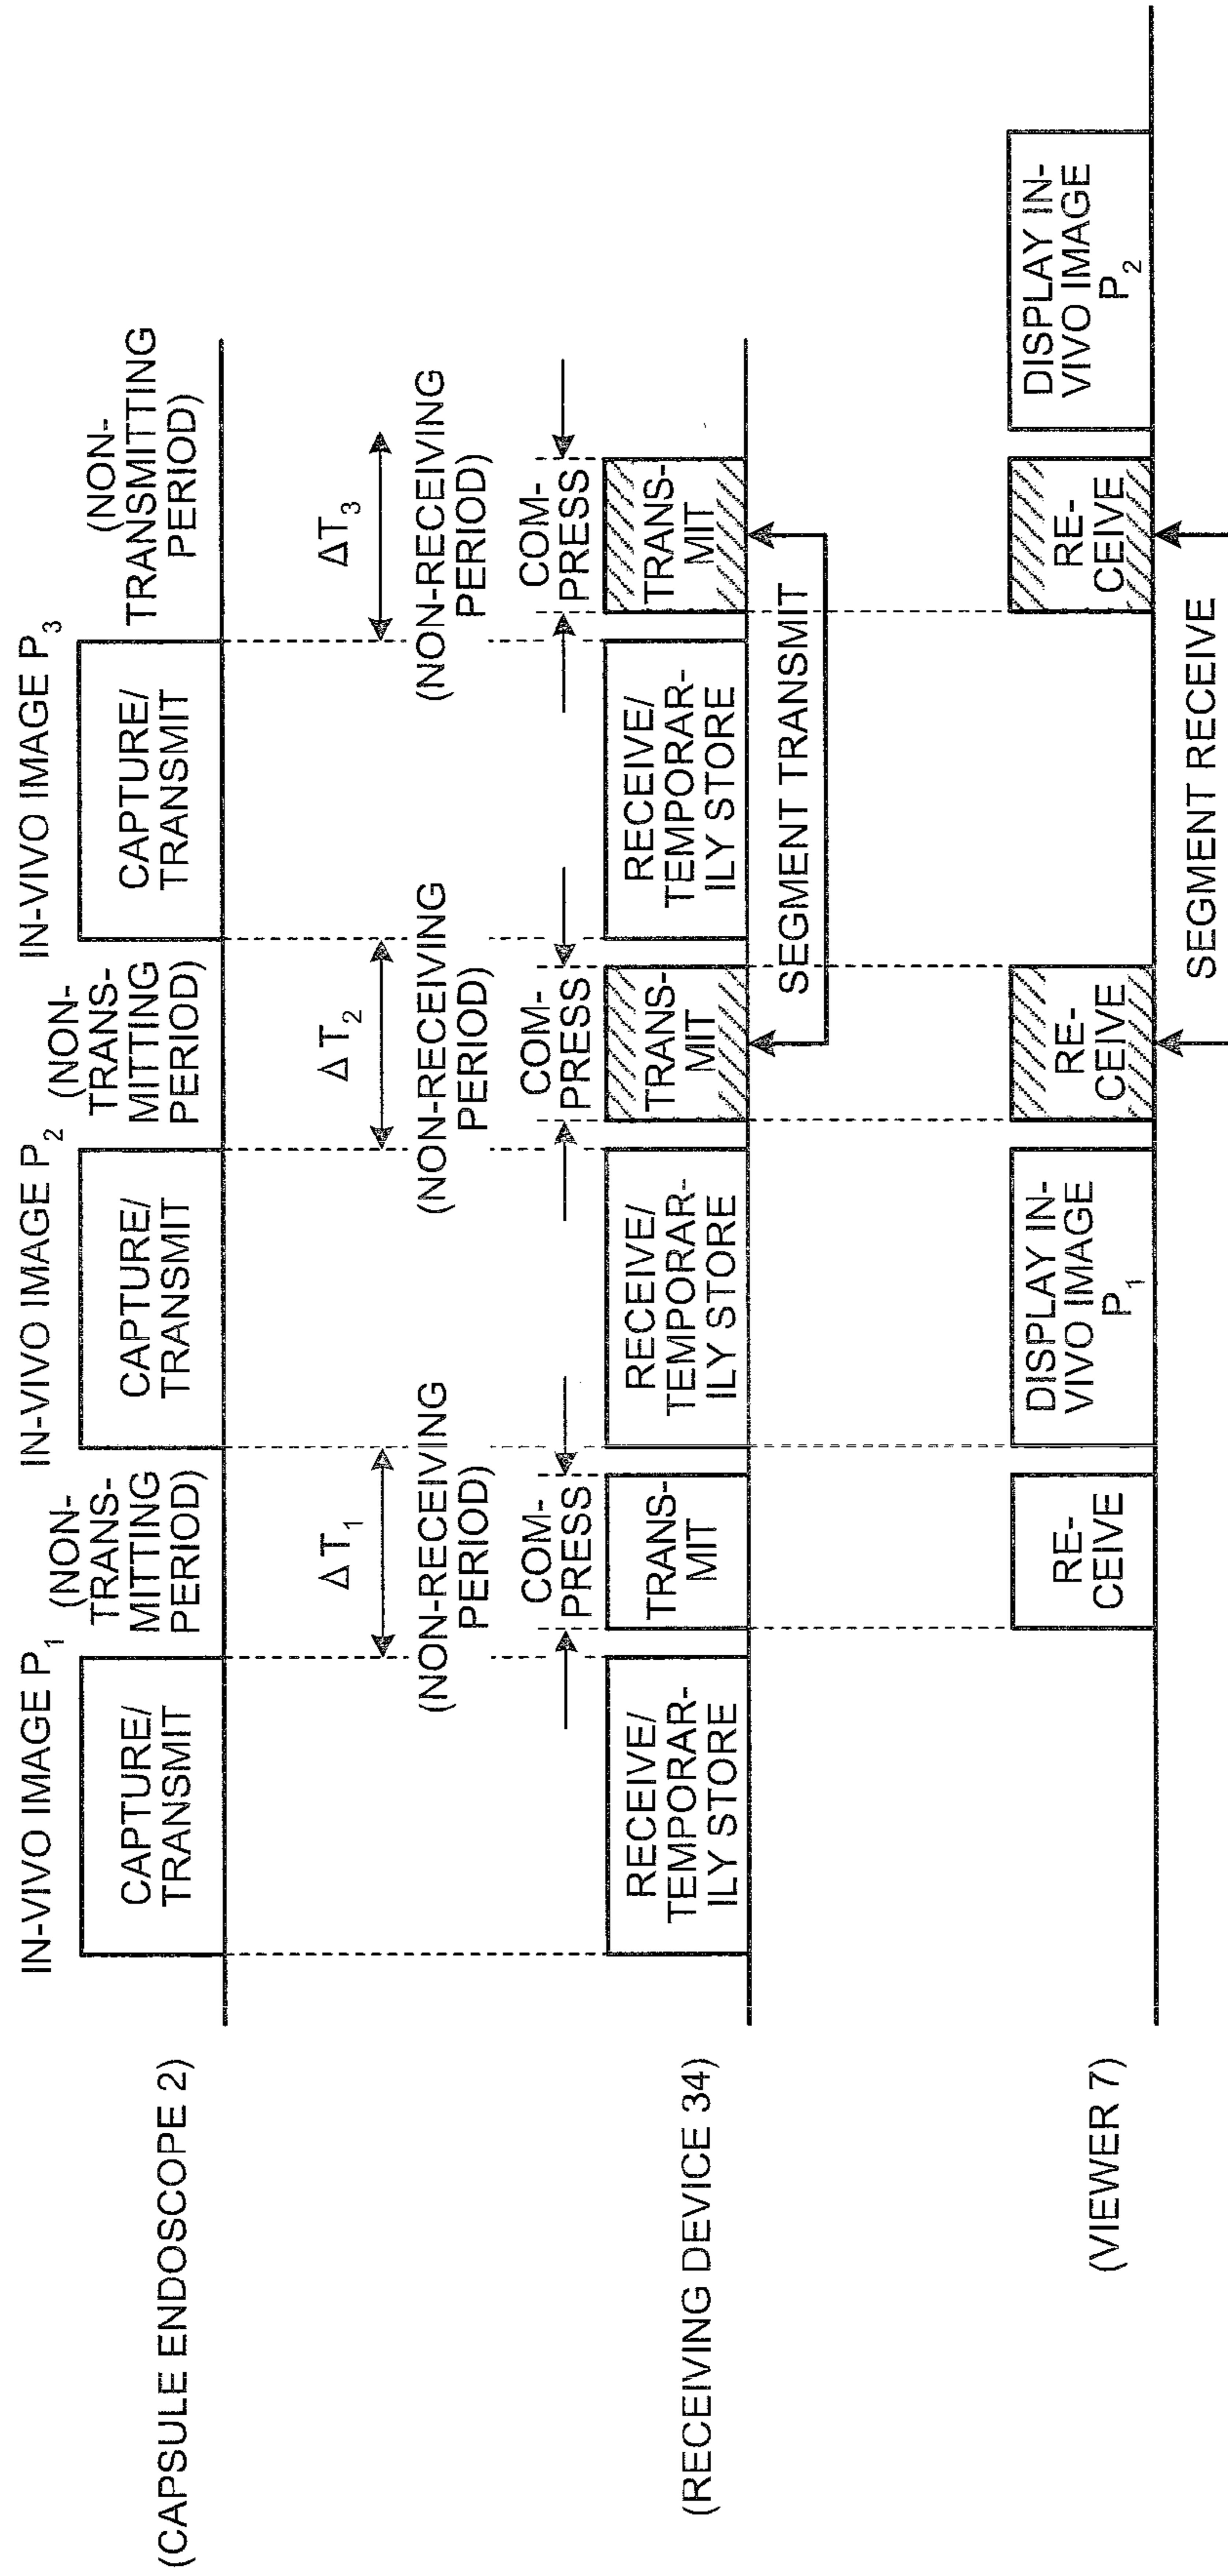 IN-VIVO IMAGE P1
(NON-
TRANS-
MITTING
PERIOD)
IN-VIVO IMAGE P2
(NON-
TRANS-
MITTING
PERIOD)
IN-VIVO IMAGE P3
(NON-
TRANSMITTING
PERIOD)
(CAPSULE ENDOSCOPE 2)
CAPTURE/
TRANSMIT
CAPTURE/
TRANSMIT
CAPTURE/
TRANSMIT
ΔT1
(NON-RECEIVING
PERIOD)
ΔT2
(NON-RECEIVING
PERIOD)
ΔT3
(NON-RECEIVING
PERIOD)
COM-
PRESS
COM-
PRESS
COM-
PRESS
(RECEIVING DEVICE 34)
RECEIVE/
TEMPORAR-
ILY STORE
TRANS-
MIT
RECEIVE/
TEMPORAR-
ILY STORE
TRANS-
MIT
RECEIVE/
TEMPORAR-
ILY STORE
TRANS-
MIT
SEGMENT TRANSMIT
(VIEWER 7)
RE-
CEIVE
DISPLAY IN-
VIVO IMAGE
P1
RE-
CEIVE
RE-
CEIVE
DISPLAY IN-
VIVO IMAGE
P2
SEGMENT RECEIVE